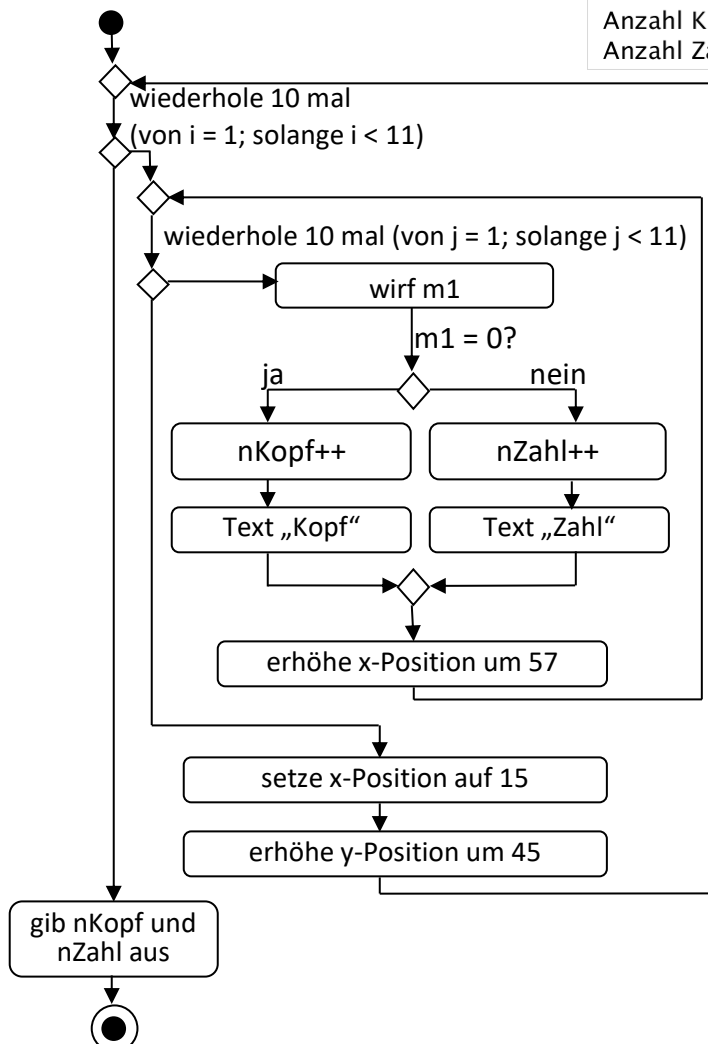 Anzahl K
Anzahl Za
wiederhole 10 mal
(von i = 1; solange i < 11)
wiederhole 10 mal (von j = 1; solange j < 11)
wirf m1
m1 = 0?
ja
nein
nKopf++
nZahl++
Text „Kopf“
Text „Zahl“
erhöhe x-Position um 57
setze x-Position auf 15
erhöhe y-Position um 45
gib nKopf und
nZahl aus